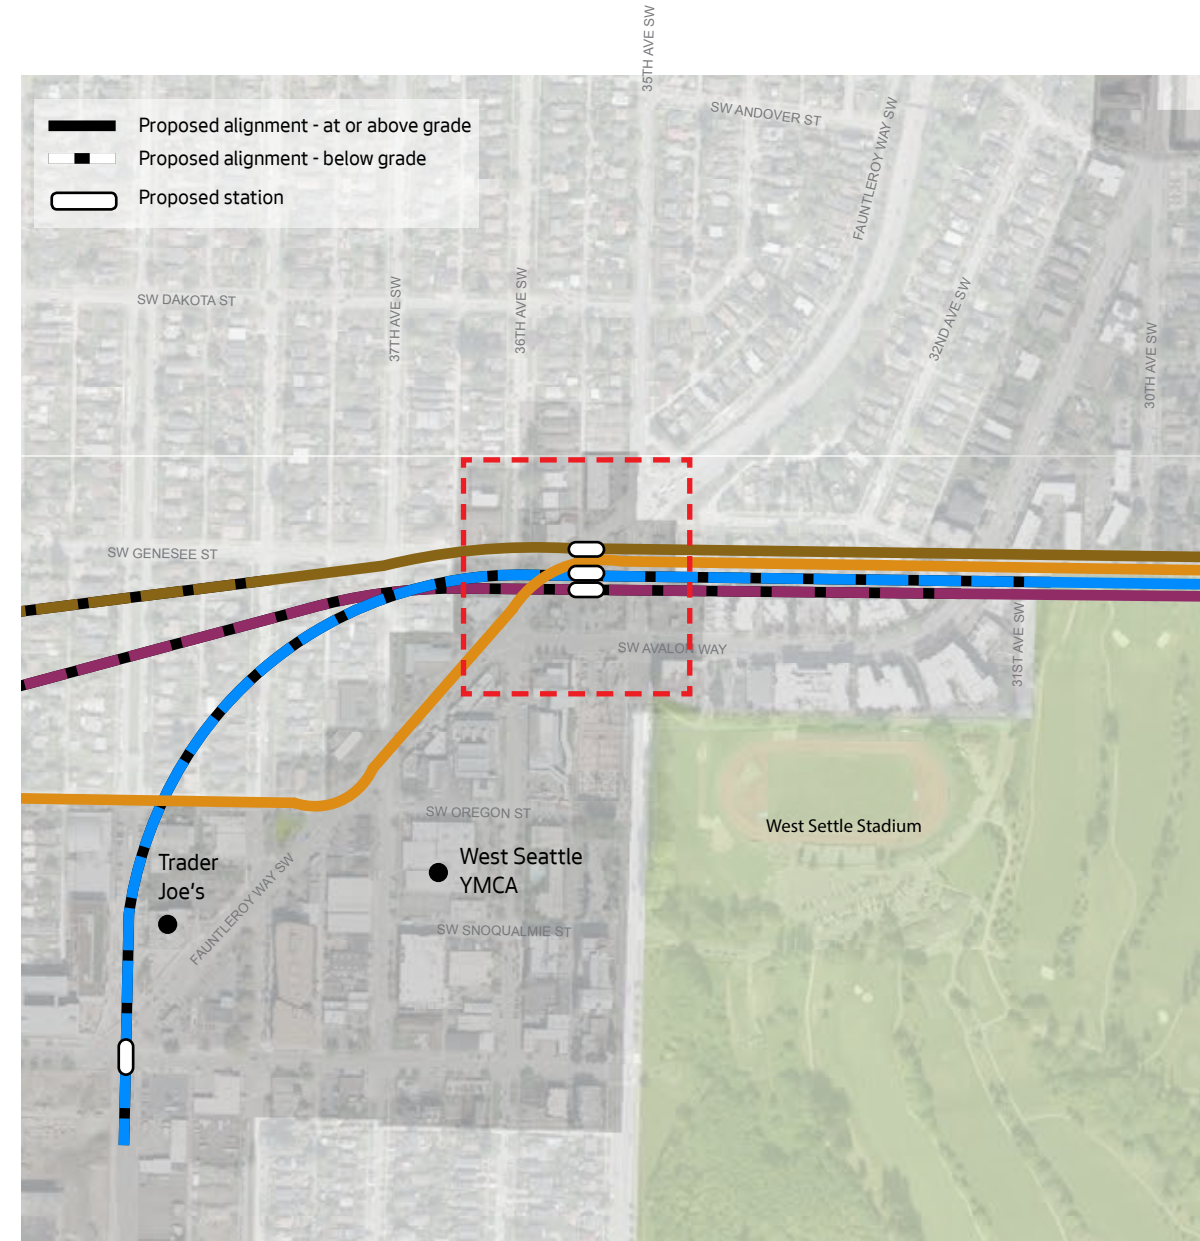 35TH AVE SW
SW ANDOVER ST
FAUNTLEROY WAY SW
Proposed alignment - at or above grade
Proposed alignment - below grade
Proposed station
SW DAKOTA ST
37TH AVE SW
36TH AVE SW
32ND AVE SW
30TH AVE SW
SW GENESEE ST
SW AVALON WAY
31ST AVE SW
SW OREGON ST
West Settle Stadium
Trader
Joe's
West Seattle
YMCA
FAUNTLEROY WAY SW
SW SNOQUALMIE ST